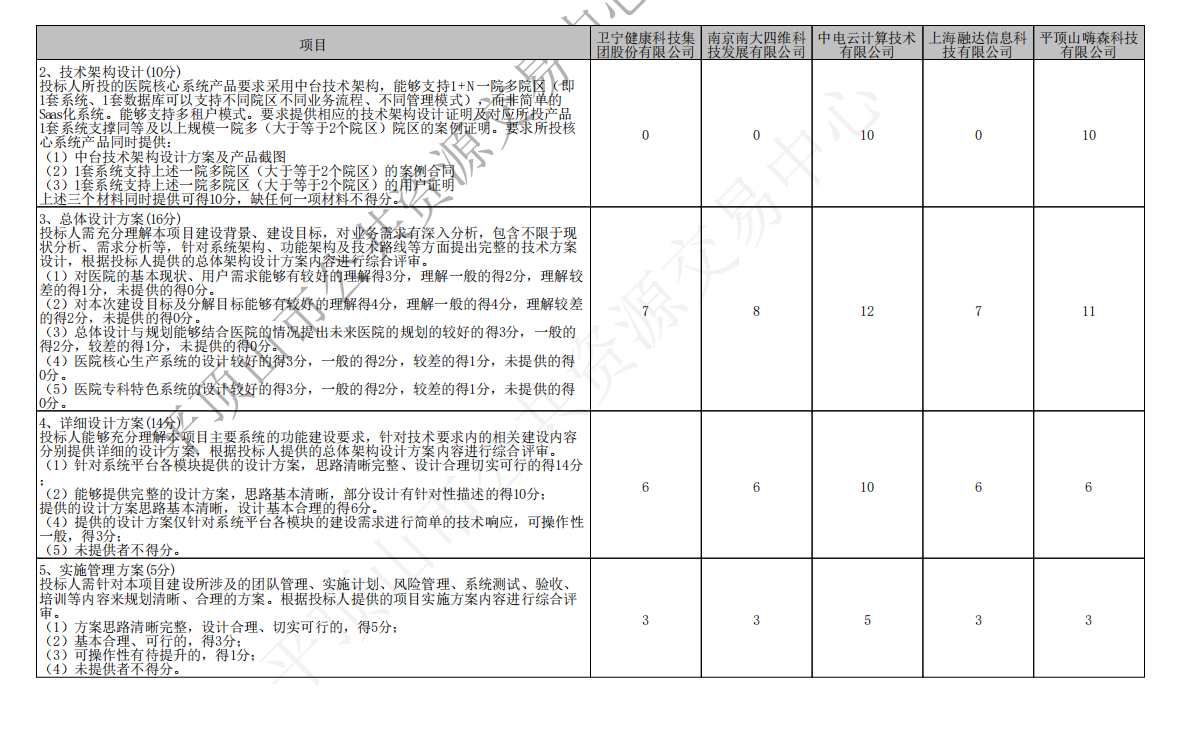 项目
卫宁健康科技集
团股份有限公司
南京南大四维科
技发展有限公司
中电云计算技术
有限公司
上海融达信息科
技有限公司
平顶山嗨森科技
有限公司
2、技术架构设计(10分)
投标人所投的医院核心系统产品要求采用中台技术架构，能够支持1+N一院多院区（即
1套系统、1套数据库可以支持不同院区不同业务流程、不同管理模式），而非简单的
Saas化系统。能够支持多租户模式。要求提供相应的技术架构设计证明及对应所投产品
1套系统支撑同等及以上规模一院多（大于等于2个院区）院区的案例证明。要求所投核
心系统产品同时提供：
（1）中台技术架构设计方案及产品截图
（2）1套系统支持上述一院多院区（大于等于2个院区）的案例合同
（3）1套系统支持上述一院多院区（大于等于2个院区）的用户证明
上述三个材料同时提供可得10分，缺任何一项材料不得分。
0
0
10
0
10
3、总体设计方案(16分)
投标人需充分理解本项目建设背景、建设目标，对业务需求有深入分析，包含不限于现
状分析、需求分析等，针对系统架构、功能架构及技术路线等方面提出完整的技术方案
设计，根据投标人提供的总体架构设计方案内容进行综合评审。
（1）对医院的基本现状、用户需求能够有较好的理解得3分，理解一般的得2分，理解较
差的得1分，未提供的得0分。
（2）对本次建设目标及分解目标能够有较好的理解得4分，理解一般的得4分，理解较差
的得2分，未提供的得0分。
（3）总体设计与规划能够结合医院的情况提出未来医院的规划的较好的得3分，一般的
得2分，较差的得1分，未提供的得0分。
（4）医院核心生产系统的设计较好的得3分，一般的得2分，较差的得1分，未提供的得
0分。
（5）医院专科特色系统的设计较好的得3分，一般的得2分，较差的得1分，未提供的得
0分。
7
8
12
7
11
4、详细设计方案(14分)
投标人能够充分理解本项目主要系统的功能建设要求，针对技术要求内的相关建设内容
分别提供详细的设计方案，根据投标人提供的总体架构设计方案内容进行综合评审。
（1）针对系统平台各模块提供的设计方案，思路清晰完整、设计合理切实可行的得14分
；
（2）能够提供完整的设计方案，思路基本清晰，部分设计有针对性描述的得10分；
提供的设计方案思路基本清晰，设计基本合理的得6分。
（4）提供的设计方案仅针对系统平台各模块的建设需求进行简单的技术响应，可操作性
一般，得3分；
（5）未提供者不得分。
6
6
10
6
6
5、实施管理方案(5分)
投标人需针对本项目建设所涉及的团队管理、实施计划、风险管理、系统测试、验收、
培训等内容来规划清晰、合理的方案。根据投标人提供的项目实施方案内容进行综合评
审。
（1）方案思路清晰完整，设计合理、切实可行的，得5分；
（2）基本合理、可行的，得3分；
（3）可操作性有待提升的，得1分；
（4）未提供者不得分。
3
3
5
3
3
平顶山市公共资源交易中心
平顶山市公共资源交易中心